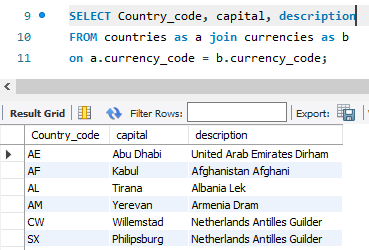 9 SELECT Country_code, capital, description
10 FROM countries as a join currencies as b
11 on a.currency_code = b.currency_code;
Result Grid Filter Rows: Export:
Country_code capital description
AE Abu Dhabi United Arab Emirates Dirham
AF Kabul Afghanistan Afghani
AL Tirana Albania Lek
AM Yerevan Armenia Dram
CW Willemstad Netherlands Antilles Guilder
SX Philipsburg Netherlands Antilles Guilder